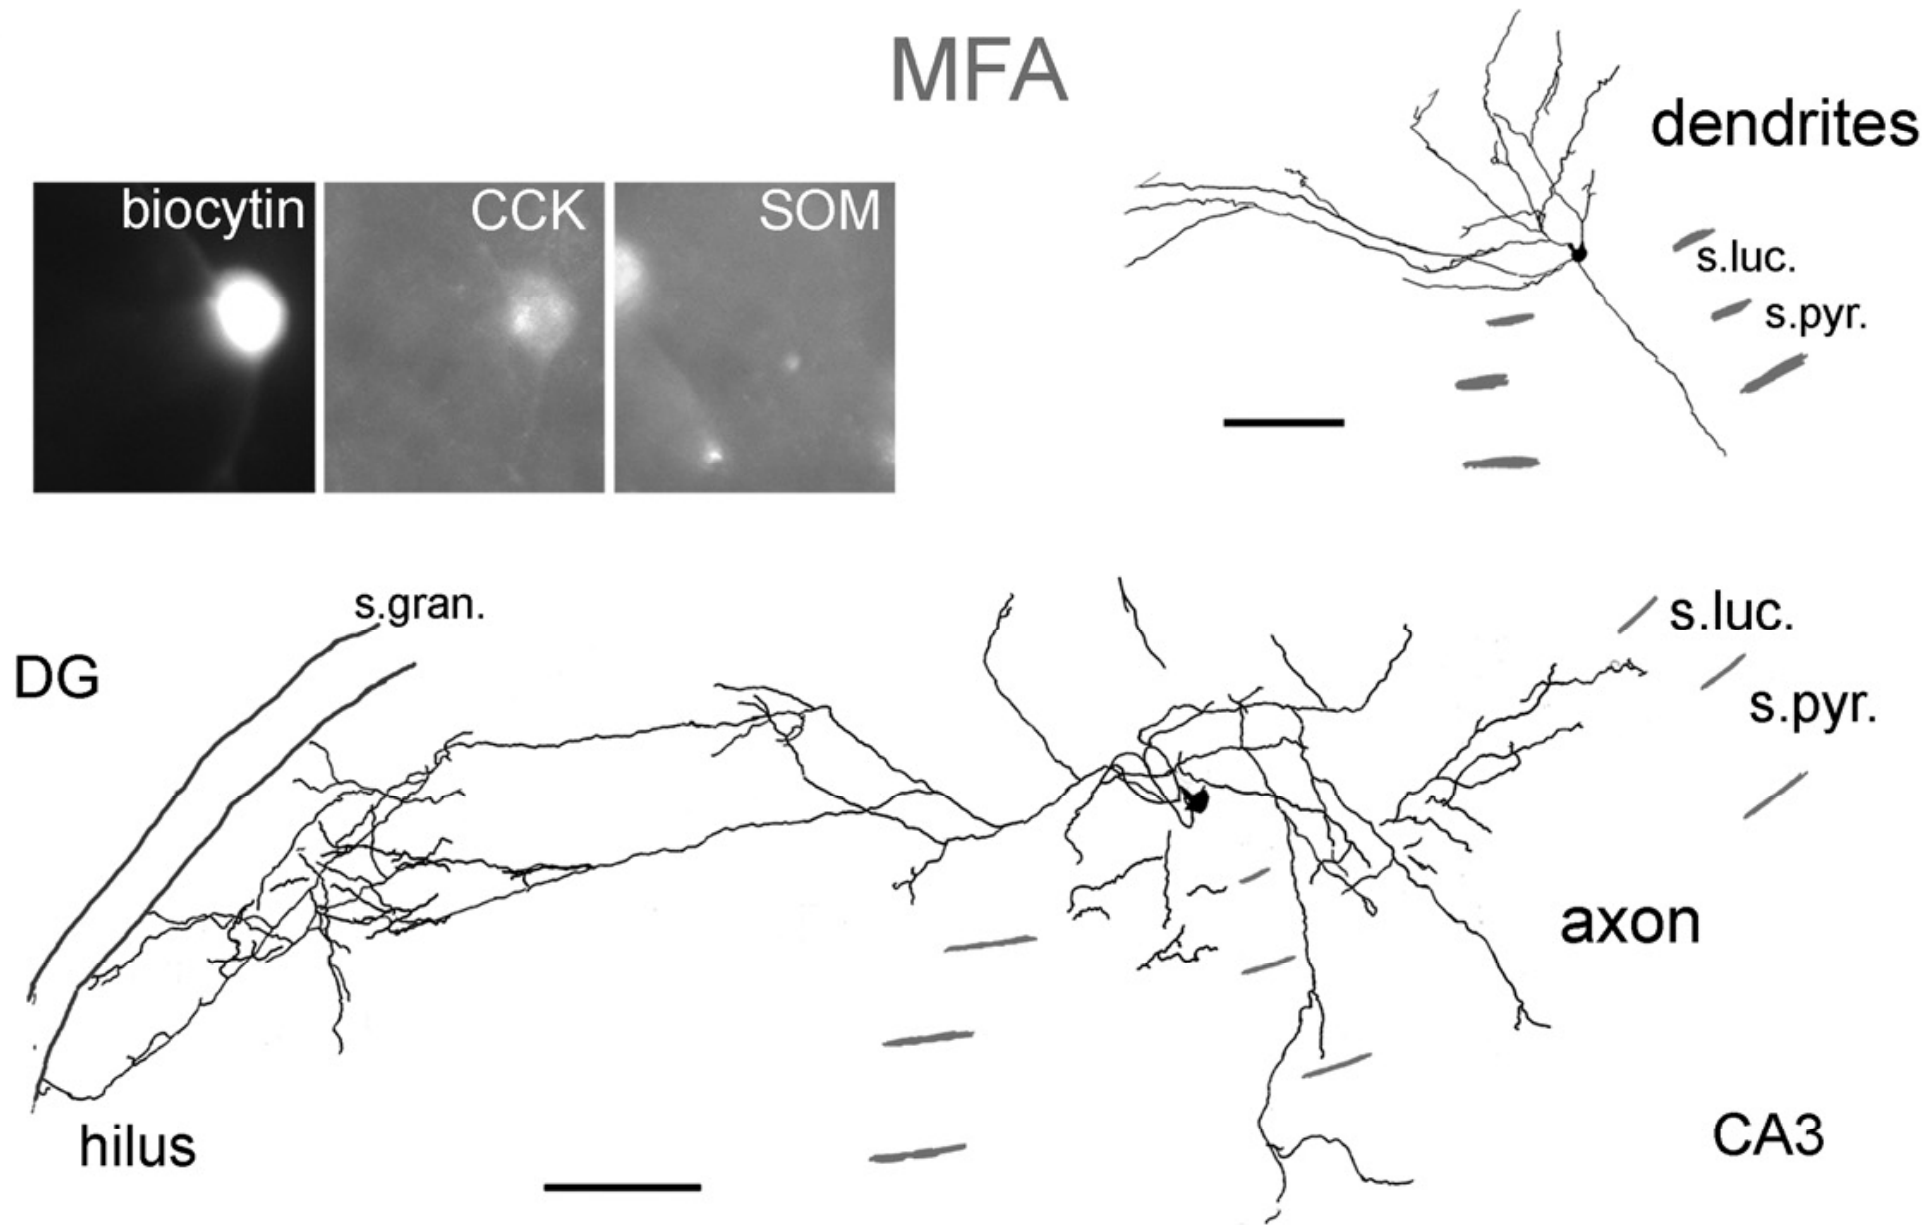 MFA
dendrites
biocytin
CCK
SOM
s.luc.
s.pyr.
s.gran.
DG
s.luc.
s.pyr.
axon
hilus
CA3